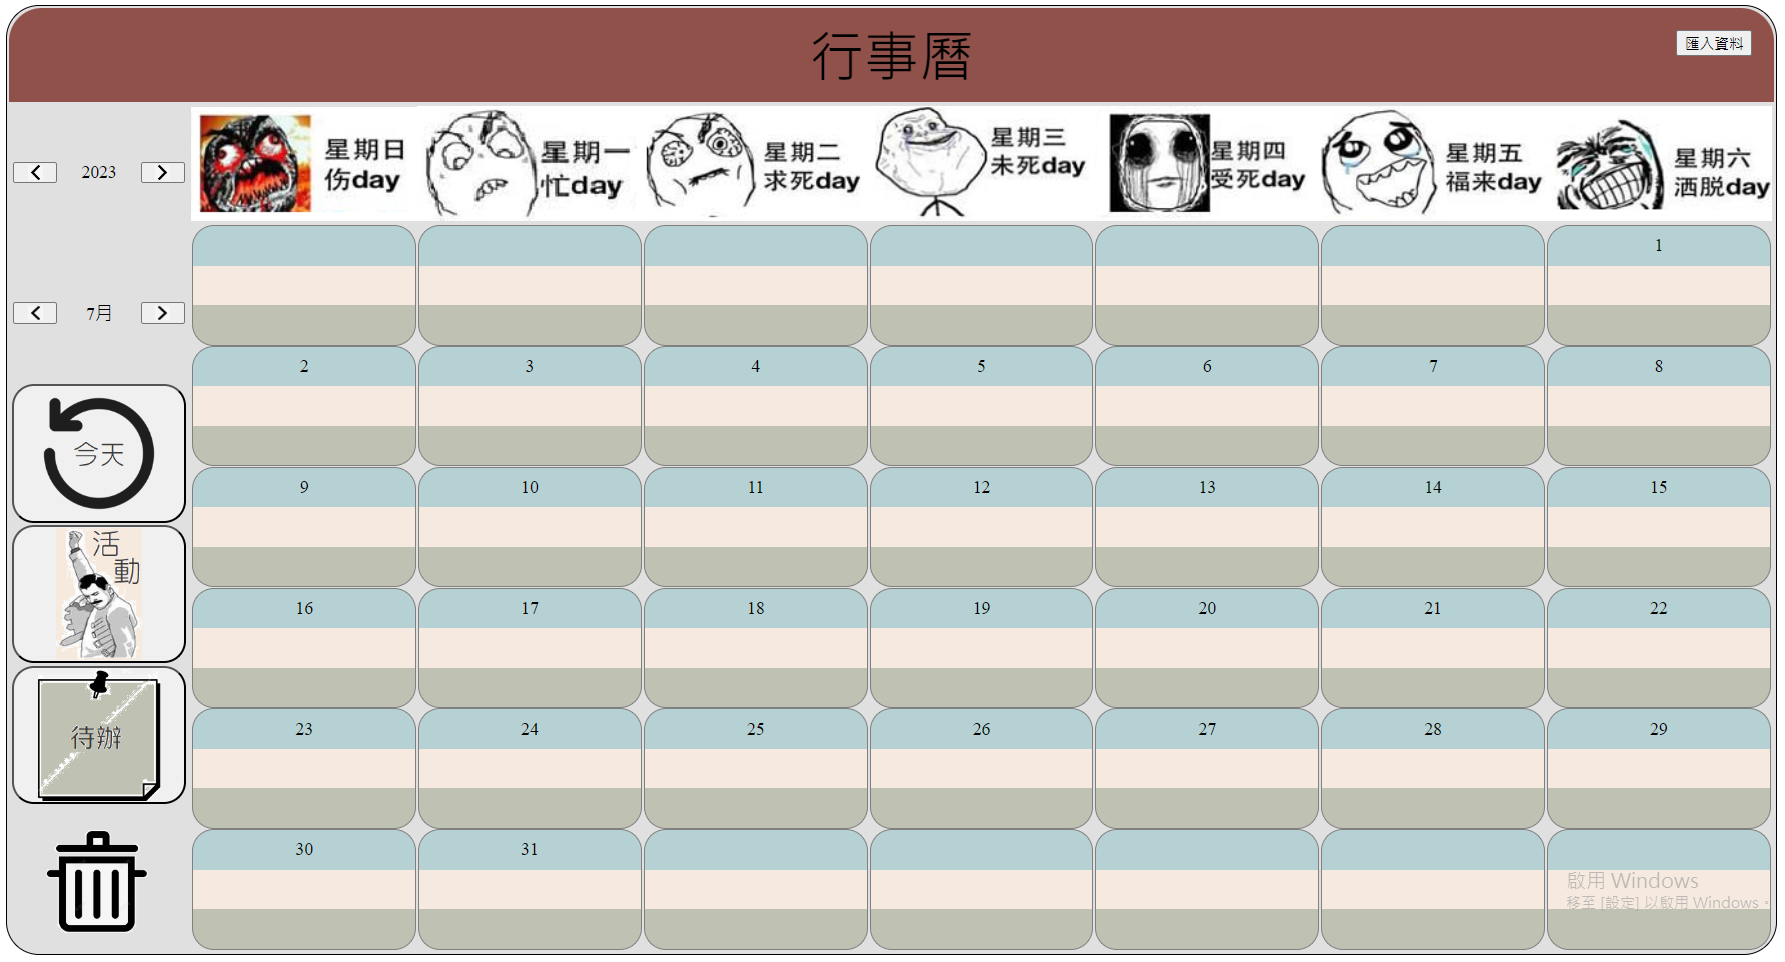 行事曆
匯入資料
2023
星期日
伤day
星期一
忙day
星期二
求死day
星期三
未死day
星期四
受死day
星期五
福来day
星期六
洒脱day
7月
今天
活
動
待辦
1
2 3 4 5 6 7 8
9 10 11 12 13 14 15
16 17 18 19 20 21 22
23 24 25 26 27 28 29
30 31
啟用 Windows
移至 [設定] 以啟用 Windows。